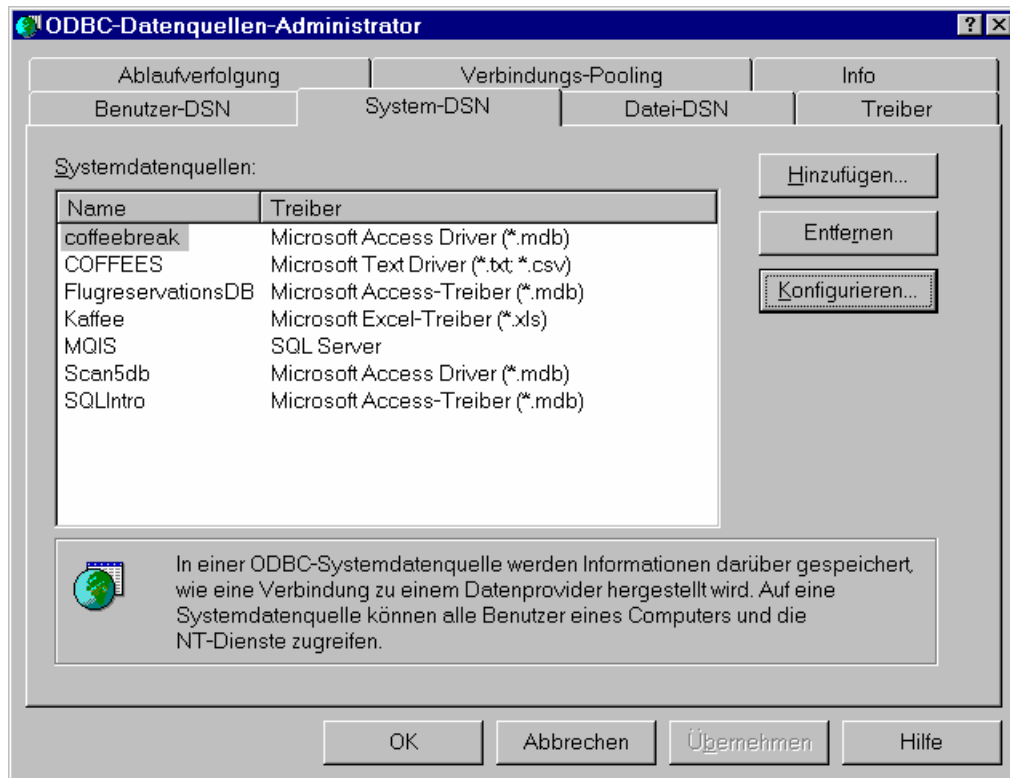 ODBC-Datenquellen-Administrator
Ablaufverfolgung Verbindungs-Pooling Info
Benutzer-DSN System-DSN Datei-DSN Treiber
Systemdatenquellen:
Hinzufügen...
Entfernen
Konfigurieren...
Name Treiber
coffeebreak Microsoft Access Driver (*.mdb)
COFFEES Microsoft Text Driver (*.txt; *.csv)
FlugreservationsDB Microsoft Access-Treiber (*.mdb)
Kaffee Microsoft Excel-Treiber (*.xls)
MQIS SQL Server
Scan5db Microsoft Access Driver (*.mdb)
SQLIntro Microsoft Access-Treiber (*.mdb)
In einer ODBC-Systemdatenquelle werden Informationen darüber gespeichert,
wie eine Verbindung zu einem Datenprovider hergestellt wird. Auf eine
Systemdatenquelle können alle Benutzer eines Computers und die
NT-Dienste zugreifen.
OK Abbrechen Übernehmen Hilfe